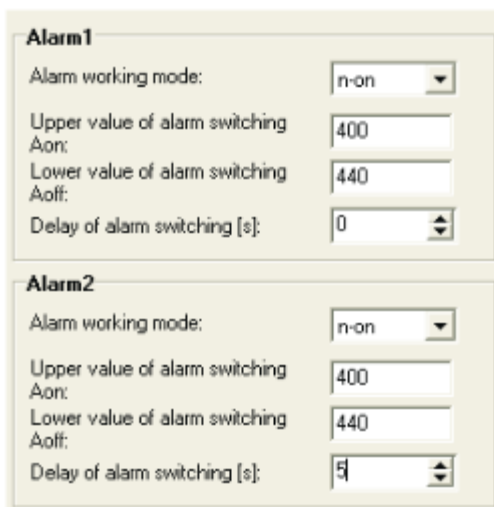 Alarm1
Alarm working mode: n-on
Upper value of alarm switching Aon: 400
Lower value of alarm switching Aoff: 440
Delay of alarm switching [s]: 0
Alarm2
Alarm working mode: n-on
Upper value of alarm switching Aon: 400
Lower value of alarm switching Aoff: 440
Delay of alarm switching [s]: 5